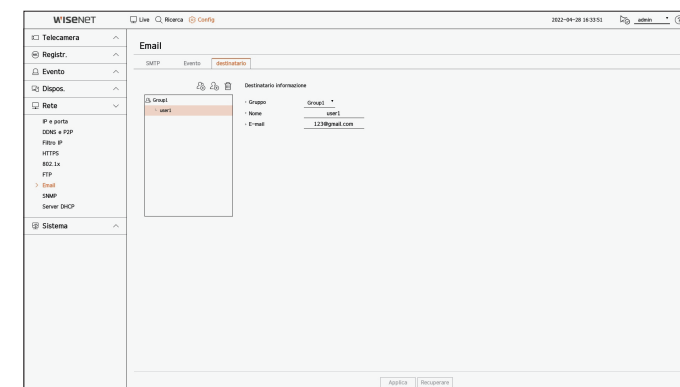 WISENET
Live Ricerca Config
2022-04-28 16:33:51 admin
Telecamera
Registr.
Evento
Dispos.
Rete
IP e porta
DDNS e P2P
Filtro IP
HTTPS
802.1x
FTP
Email
SNMP
Server DHCP
Sistema
Email
SMTP Evento destinatario
Group1
user1
Destinatario informazione
Gruppo Group1
Nome user1
E-mail 123@gmail.com
Applica Recuperare